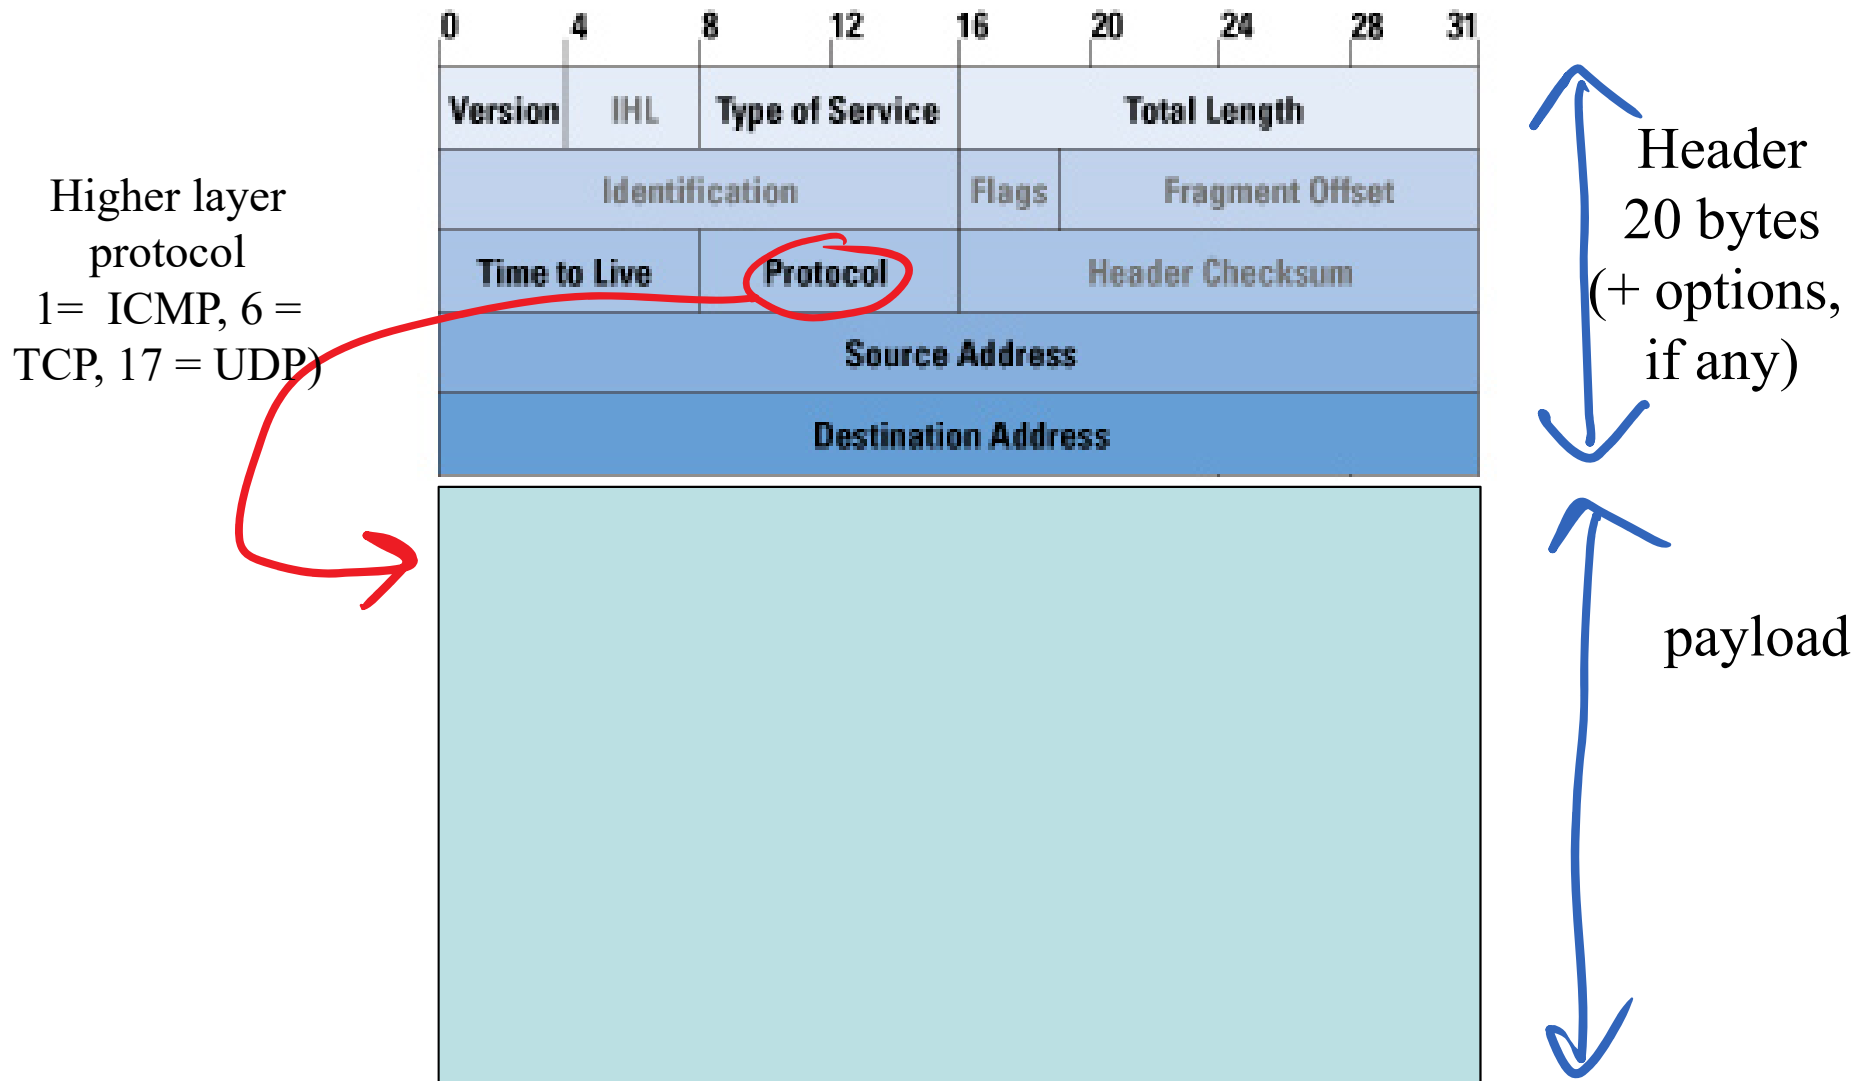 0 4 8 12 16 20 24 28 31
Version IHL Type of Service Total Length
Identification Flags Fragment Offset
Time to Live Protocol Header Checksum
Source Address
Destination Address
Higher layer
protocol
1=  ICMP, 6 =
TCP, 17 = UDP)
Header
20 bytes
(+ options,
if any)
payload